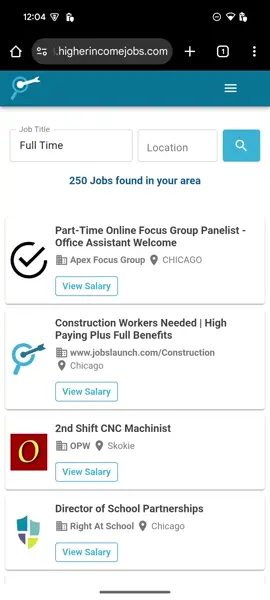 12:04
.higherincomejobs.com
1
Job Title
Full Time
Location
250 Jobs found in your area
Part-Time Online Focus Group Panelist -
Office Assistant Welcome
Apex Focus Group CHICAGO
View Salary
Construction Workers Needed | High
Paying Plus Full Benefits
www.jobslaunch.com/Construction
Chicago
View Salary
O
2nd Shift CNC Machinist
OPW Skokie
View Salary
Director of School Partnerships
Right At School Chicago
View Salary